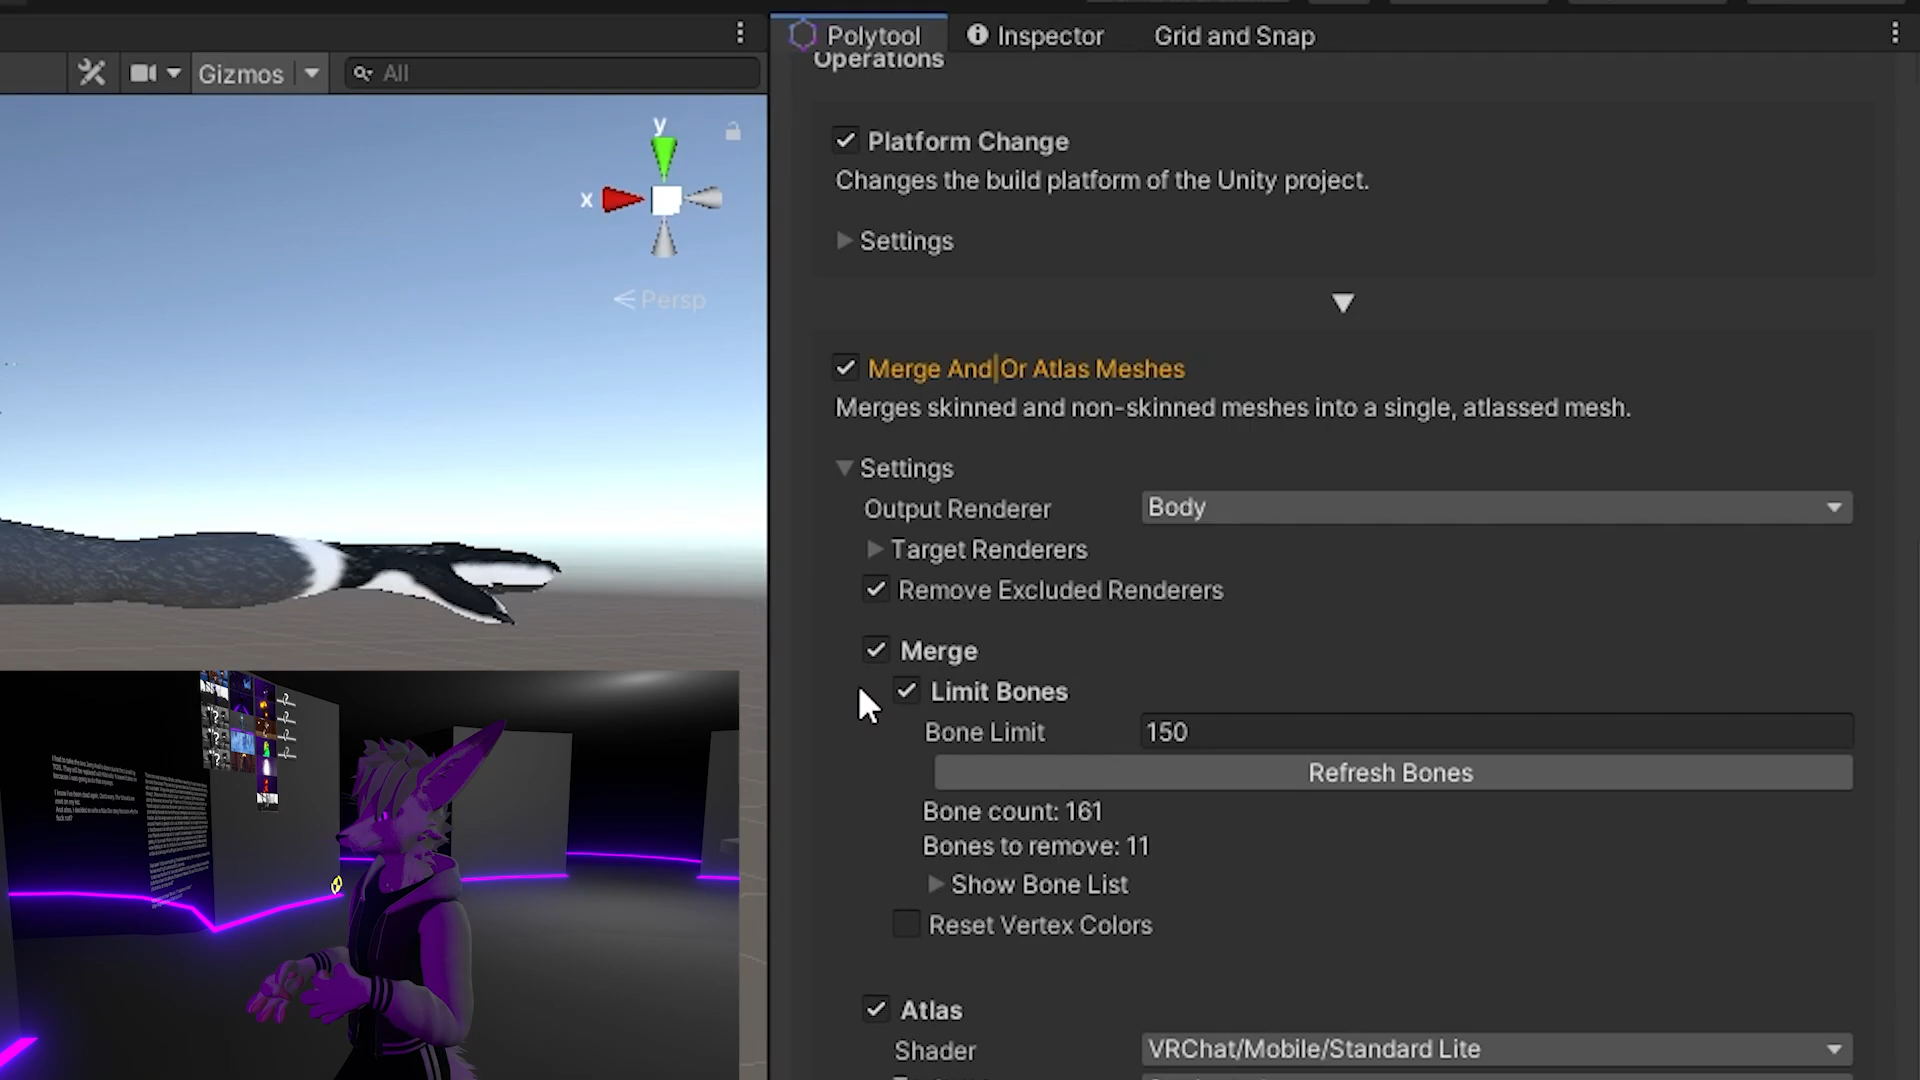 Polytool
Inspector
Grid and Snap
Gizmos
All
Operations
y
x
Persp
Platform Change
Changes the build platform of the Unity project.
Settings
Merge And|Or Atlas Meshes
Merges skinned and non-skinned meshes into a single, atlassed mesh.
Settings
Output Renderer
Body
Target Renderers
Remove Excluded Renderers
Merge
Limit Bones
Bone Limit
150
Refresh Bones
Bone count: 161
Bones to remove: 11
Show Bone List
Reset Vertex Colors
Atlas
Shader
VRChat/Mobile/Standard Lite